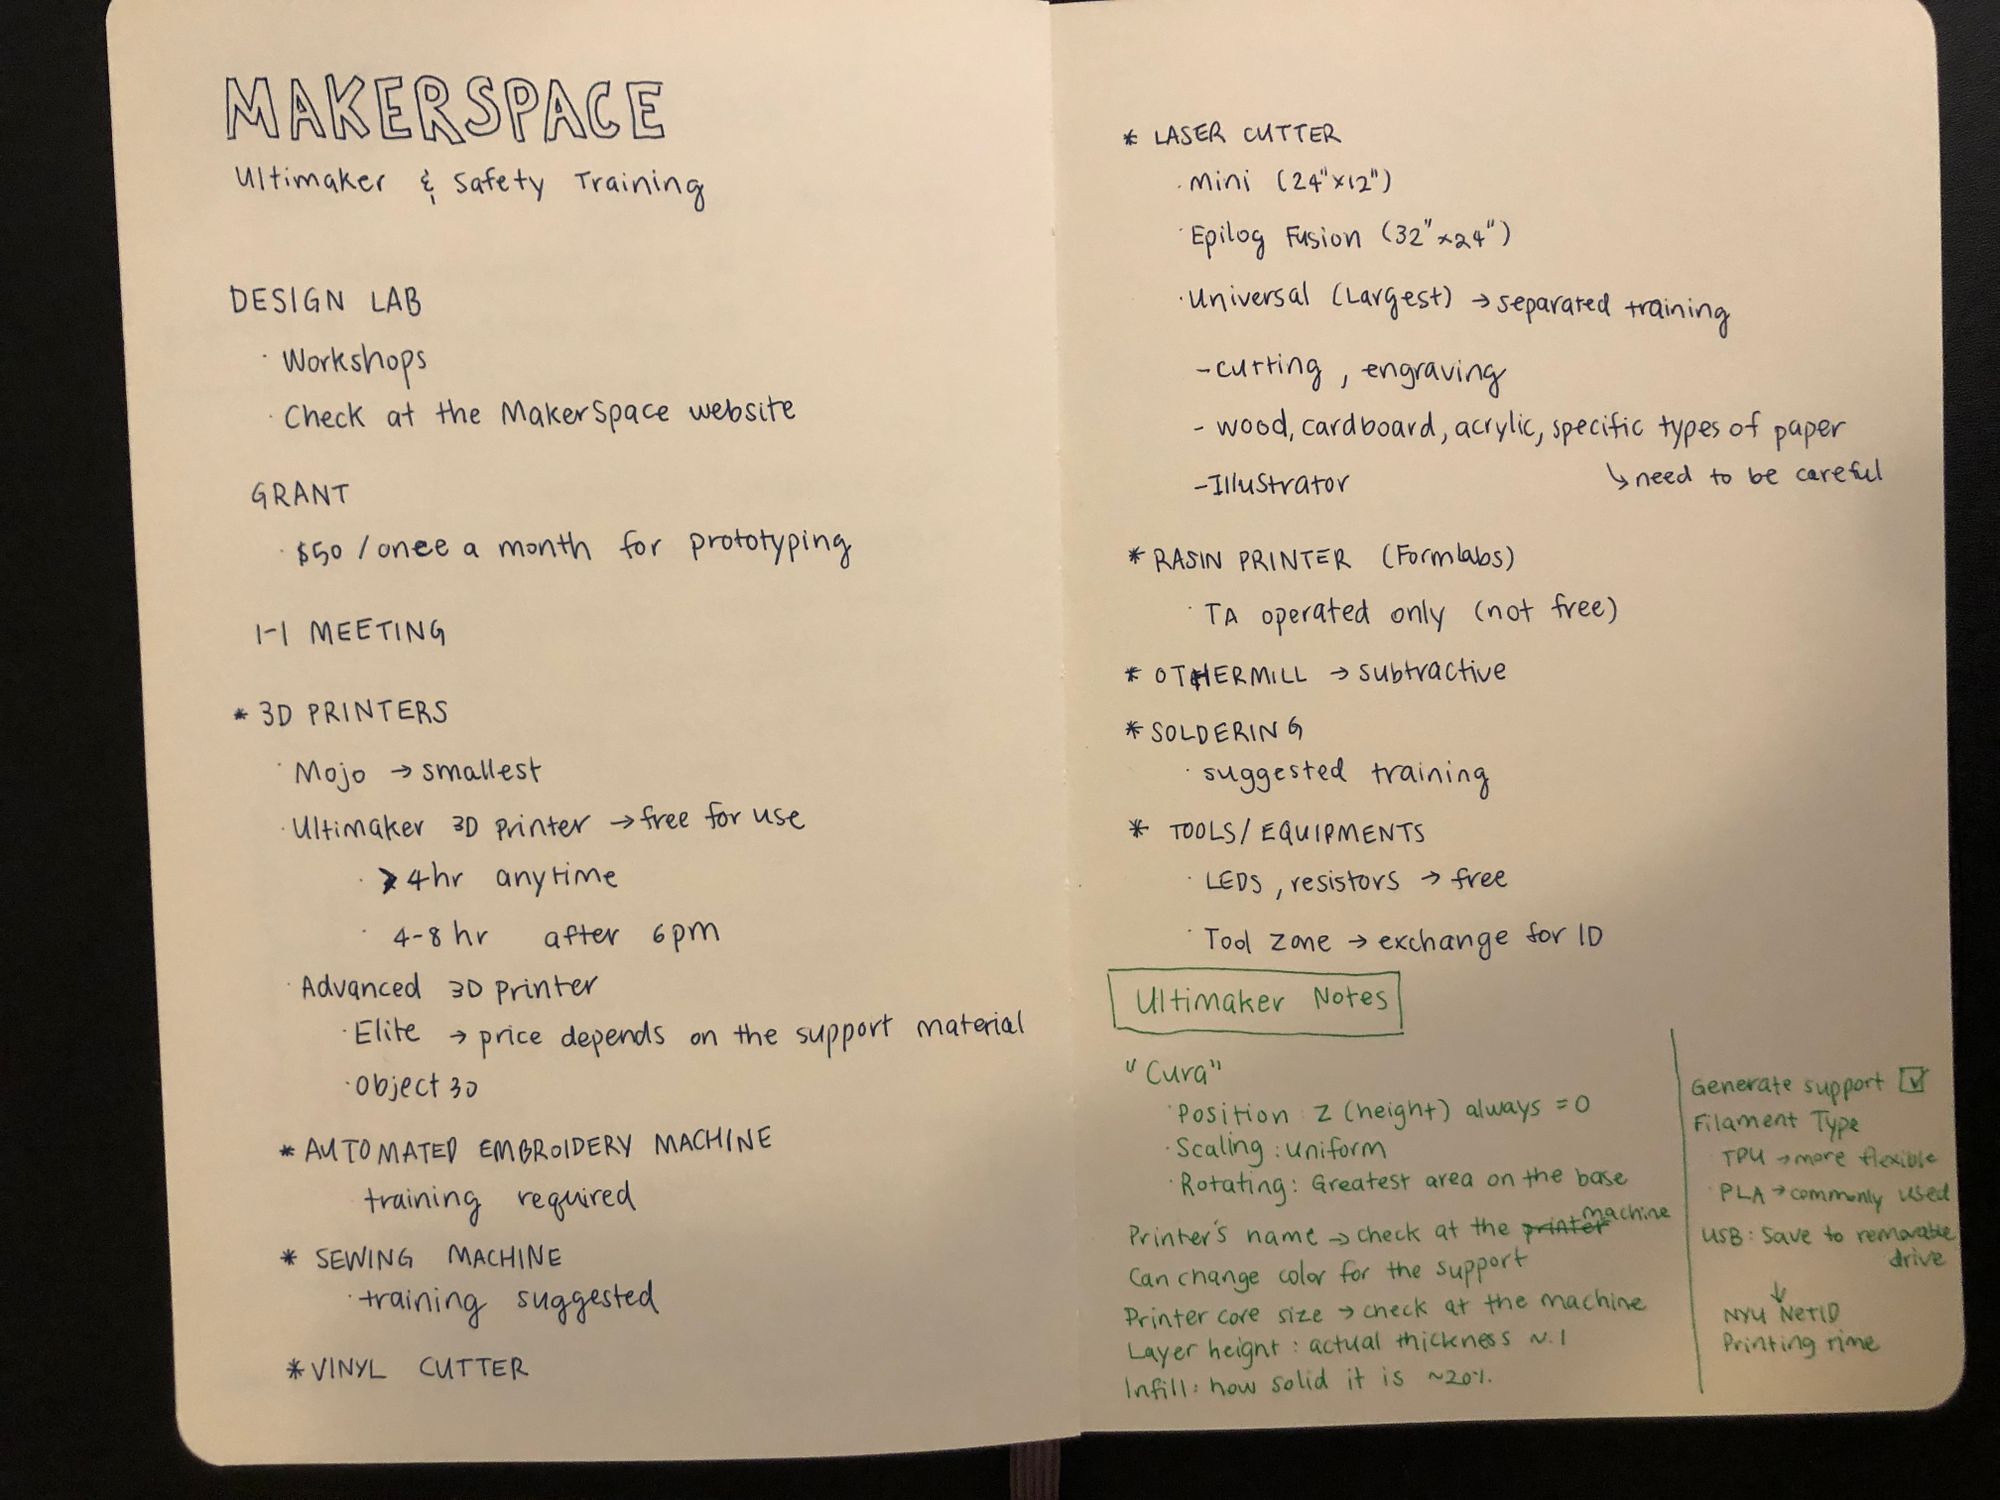 MAKERSPACE
Ultimaker & Safety Training
DESIGN LAB
· Workshops
· Check at the MakerSpace website
GRANT
· $50 / once a month for prototyping
1-1 MEETING
* 3D PRINTERS
· Mojo → smallest
· Ultimaker 3D printer → free for use
· 4hr anytime
· 4-8 hr after 6pm
· Advanced 3D printer
· Elite → price depends on the support material
· Object 30
* AUTOMATED EMBROIDERY MACHINE
training required
* SEWING MACHINE
· training suggested
* VINYL CUTTER
* LASER CUTTER
· Mini (24"x12")
· Epilog Fusion (32"x24")
· Universal (Largest) → separated training
- cutting, engraving
- wood, cardboard, acrylic, specific types of paper
↳ need to be careful
- Illustrator
* RASIN PRINTER (Formlabs)
· TA operated only (not free)
* OTHERMILL → subtractive
* SOLDERING
· suggested training
* TOOLS/EQUIPMENTS
· LEDS, resistors → free
· Tool zone → exchange for ID
Ultimaker Notes
"Cura"
· Position: Z (height) always = 0
· Scaling: uniform
· Rotating: Greatest area on the base
Printer's name → check at the printer machine
Can change color for the support
Printer core size → check at the machine
Layer height: actual thickness ~.1
Infill: how solid it is ~20%.
Generate support ☑
Filament Type
· TPU → more flexible
· PLA → commonly used
USB: Save to removable
drive
↓
NYU NetID
Printing time